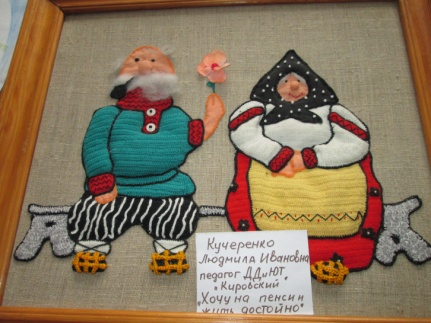 Кучеренко
Людмила Ивановна
педагог ДДиЮТ
"Кировский"
"Хочу на пенсии
жить достойно"